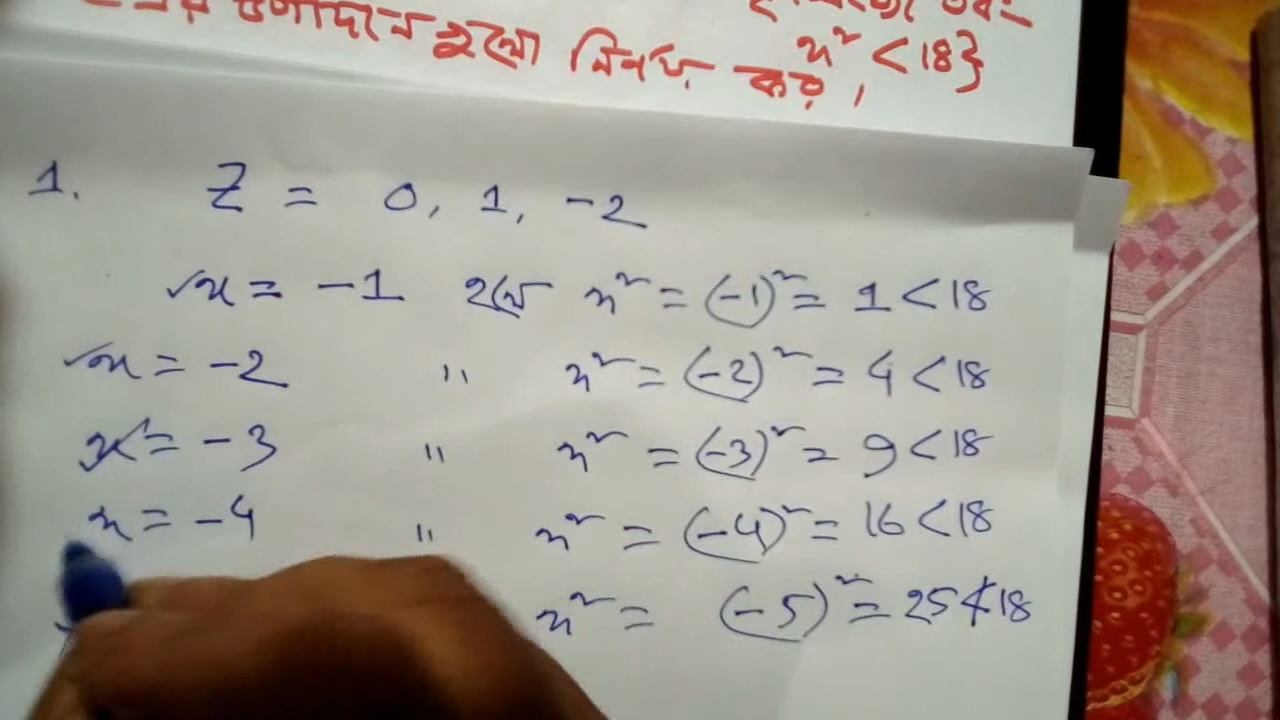 উপাদানগুলো নির্ণয় কর।
x² < 18}
1. Z = 0, 1, -2
✓x = -1 হলে x² = (-1)² = 1 < 18
✓x = -2 " x² = (-2)² = 4 < 18
x = -3 " x² = (-3)² = 9 < 18
x = -4 " x² = (-4)² = 16 < 18
x² = (-5)² = 25 ≮ 18